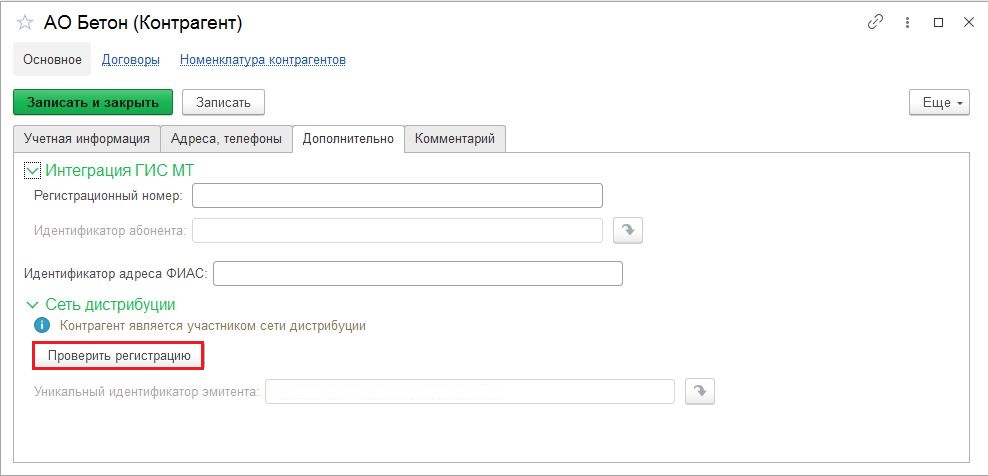 АО Бетон (Контрагент)
Основное Договоры Номенклатура контрагентов
Записать и закрыть Записать Еще
Учетная информация Адреса, телефоны Дополнительно Комментарий
Интеграция ГИС МТ
Регистрационный номер:
Идентификатор абонента:
Идентификатор адреса ФИАС:
Сеть дистрибуции
Контрагент является участником сети дистрибуции
Проверить регистрацию
Уникальный идентификатор эмитента: